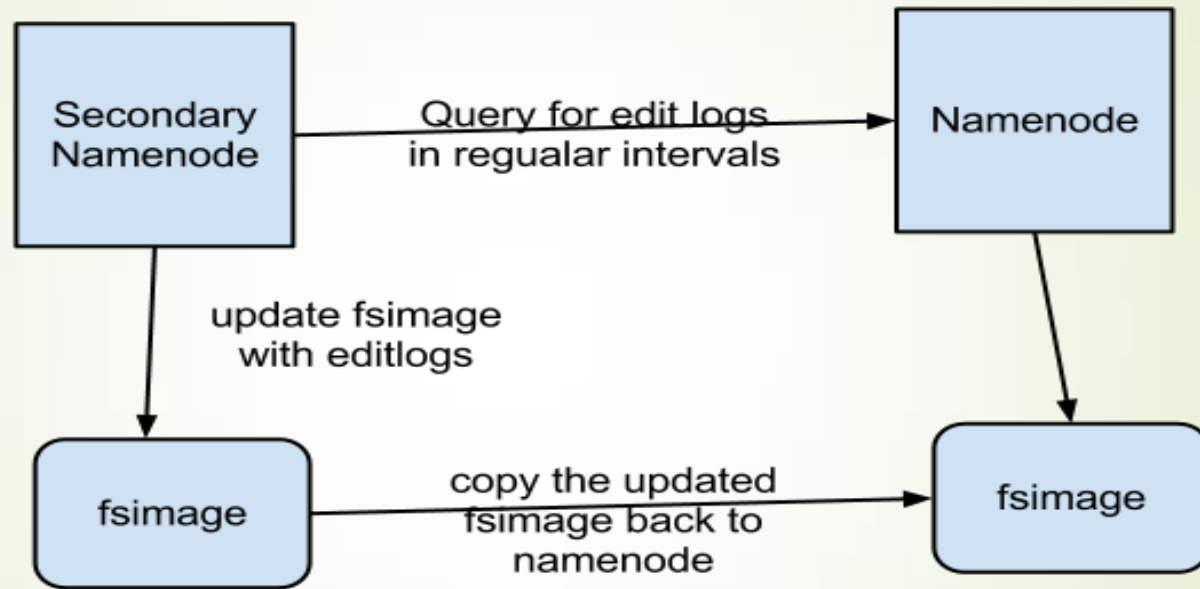 Secondary
Namenode
Query for edit logs
in regualar intervals
Namenode
update fsimage
with editlogs
fsimage
copy the updated
fsimage back to
namenode
fsimage